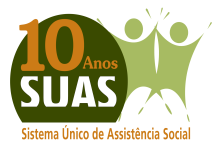 10 Anos
SUAS
Sistema Único de Assistência Social